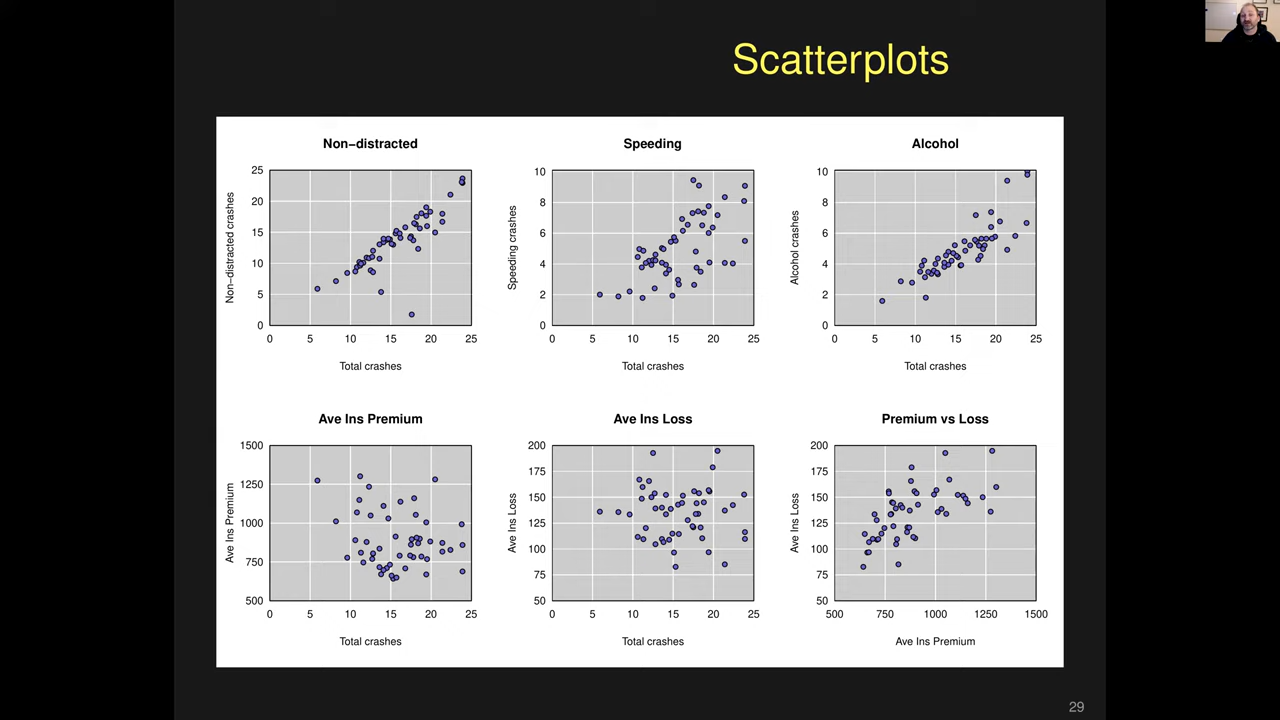 Scatterplots
Non−distracted
Non−distracted crashes
25
20
15
10
5
0
0 5 10 15 20 25
Total crashes
Speeding
Speeding crashes
10
8
6
4
2
0
0 5 10 15 20 25
Total crashes
Alcohol
Alcohol crashes
10
8
6
4
2
0
0 5 10 15 20 25
Total crashes
Ave Ins Premium
Ave Ins Premium
1500
1250
1000
750
500
0 5 10 15 20 25
Total crashes
Ave Ins Loss
Ave Ins Loss
200
175
150
125
100
75
50
0 5 10 15 20 25
Total crashes
Premium vs Loss
Ave Ins Loss
200
175
150
125
100
75
50
500 750 1000 1250 1500
Ave Ins Premium
29